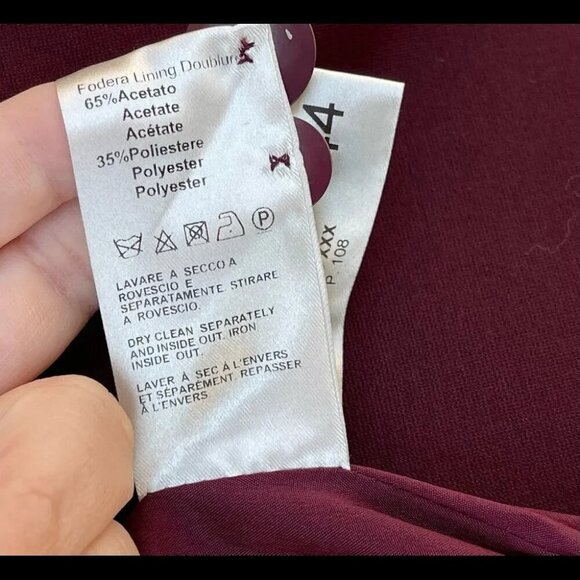 Fodera Lining Doublure
65%Acetato
Acetate
Acétate
35%Poliestere
Polyester
Polyester
P
LAVARE A SECCO A
ROVESCIO E
SEPARATAMENTE. STIRARE
A ROVESCIO.
DRY CLEAN SEPARATELY
AND INSIDE OUT. IRON
INSIDE OUT.
LAVER À SEC À L'ENVERS
ET SÉPARÉMENT. REPASSER
À L'ENVERS
44
XXX
P. 108